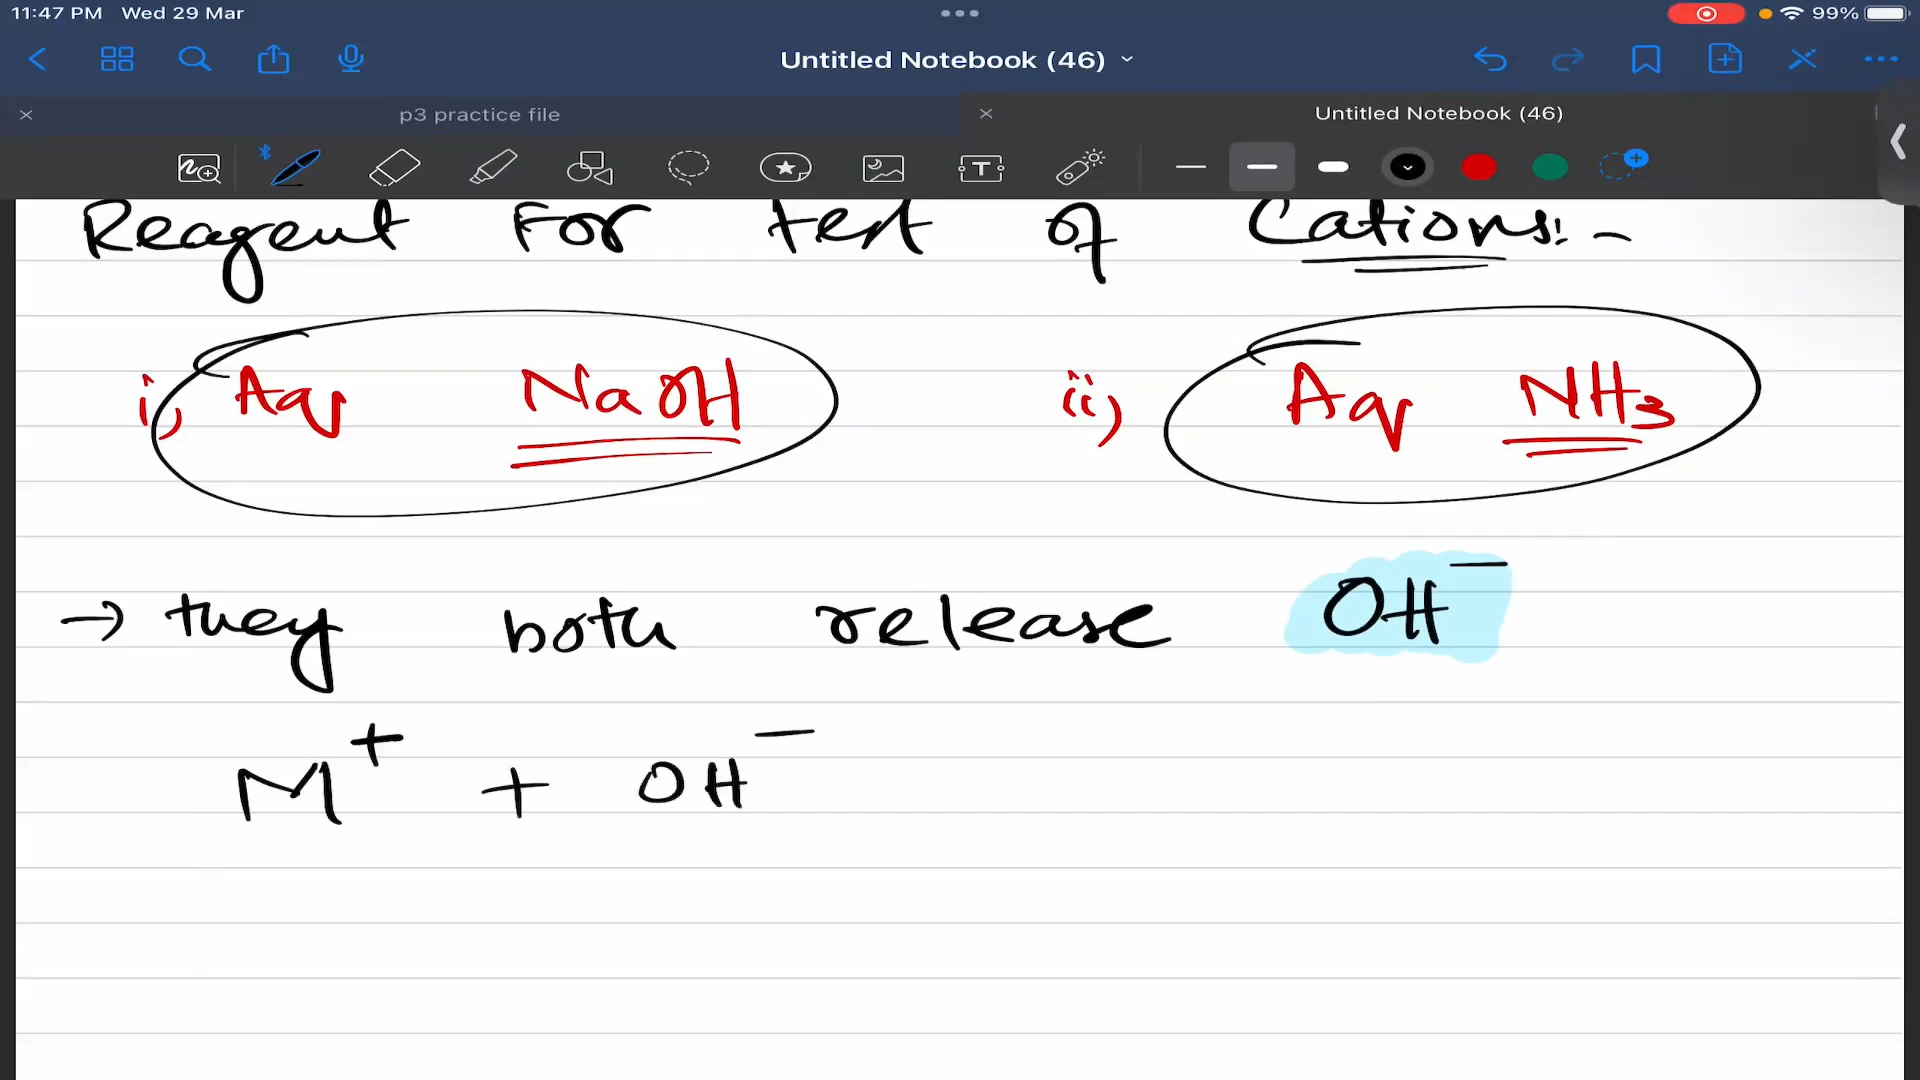 11:47 PM Wed 29 Mar 99%
Untitled Notebook (46)
p3 practice file Untitled Notebook (46)
Reagent For test of Cations:-
i) Aq NaOH ii) Aq NH₃
→ they both release OH⁻
M⁺ + OH⁻